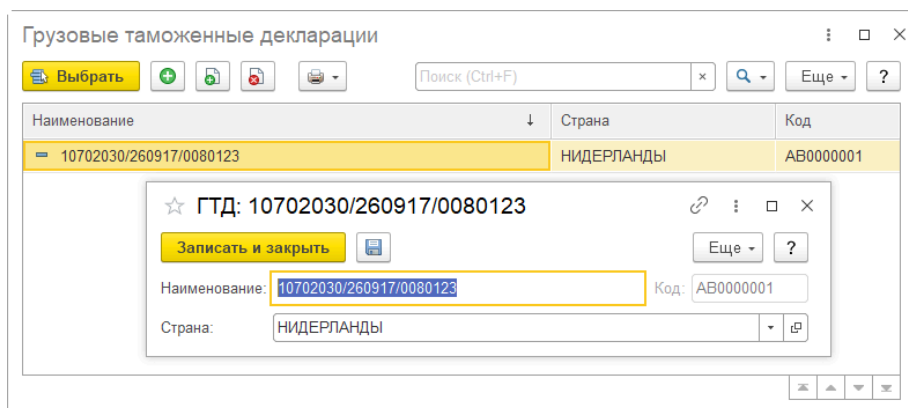 Грузовые таможенные декларации
Выбрать Поиск (Ctrl+F) × Еще ?
Наименование ↓ Страна Код
10702030/260917/0080123 НИДЕРЛАНДЫ АВ0000001
ГТД: 10702030/260917/0080123
Записать и закрыть Еще ?
Наименование: 10702030/260917/0080123 Код: АВ0000001
Страна: НИДЕРЛАНДЫ